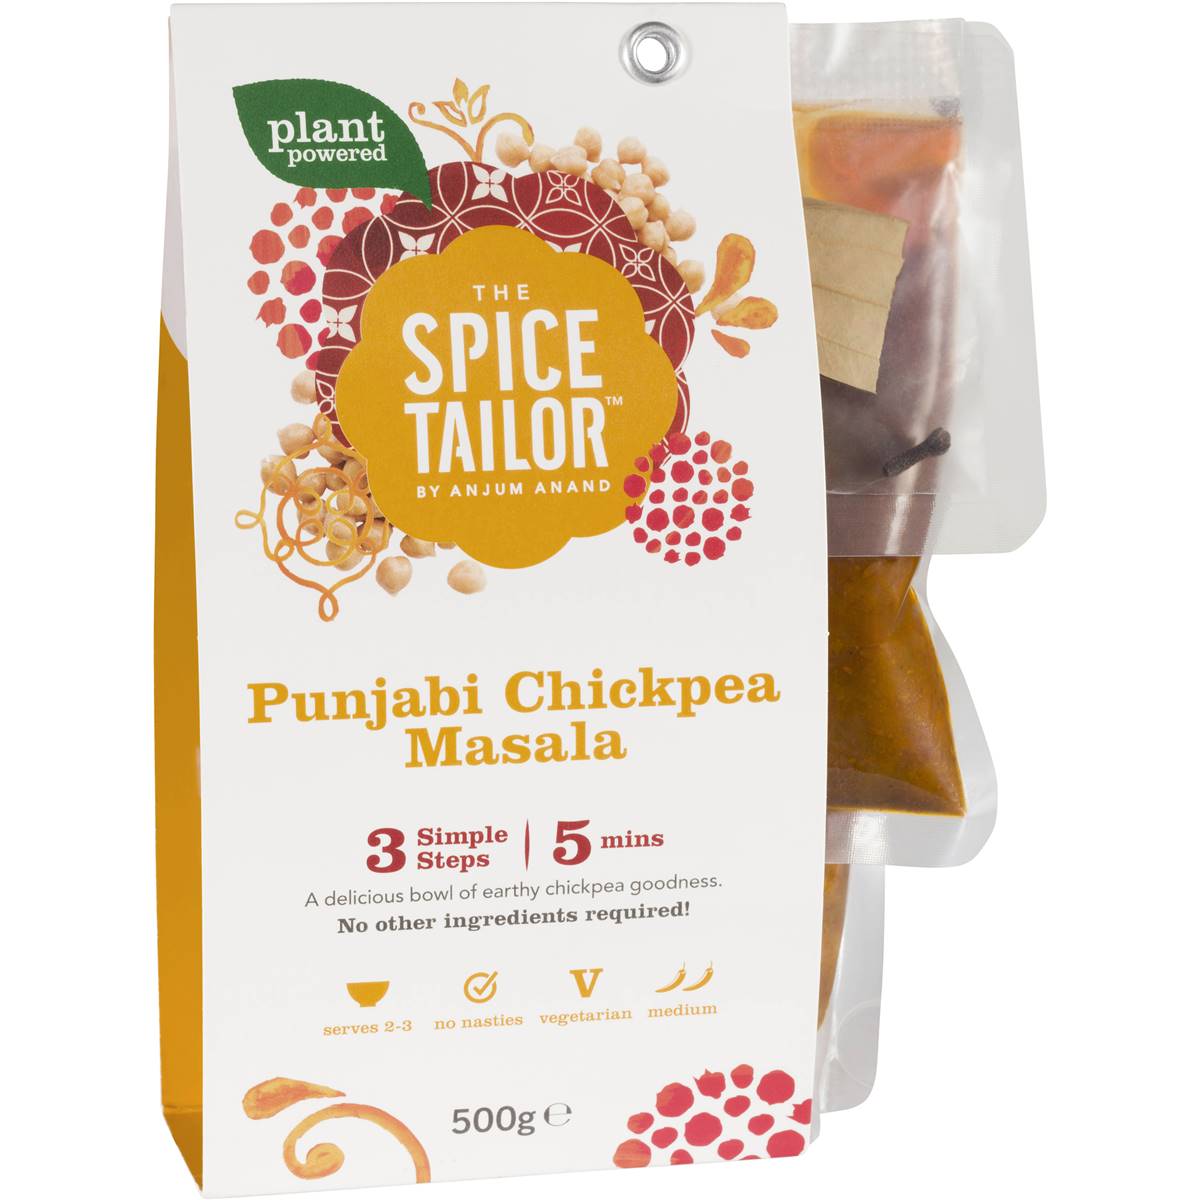 plant
powered
THE
SPICE
TAILOR™
BY ANJUM ANAND
Punjabi Chickpea
Masala
3 Simple Steps | 5 mins
A delicious bowl of earthy chickpea goodness.
No other ingredients required!
serves 2-3
no nasties
V
vegetarian
medium
500g ℮